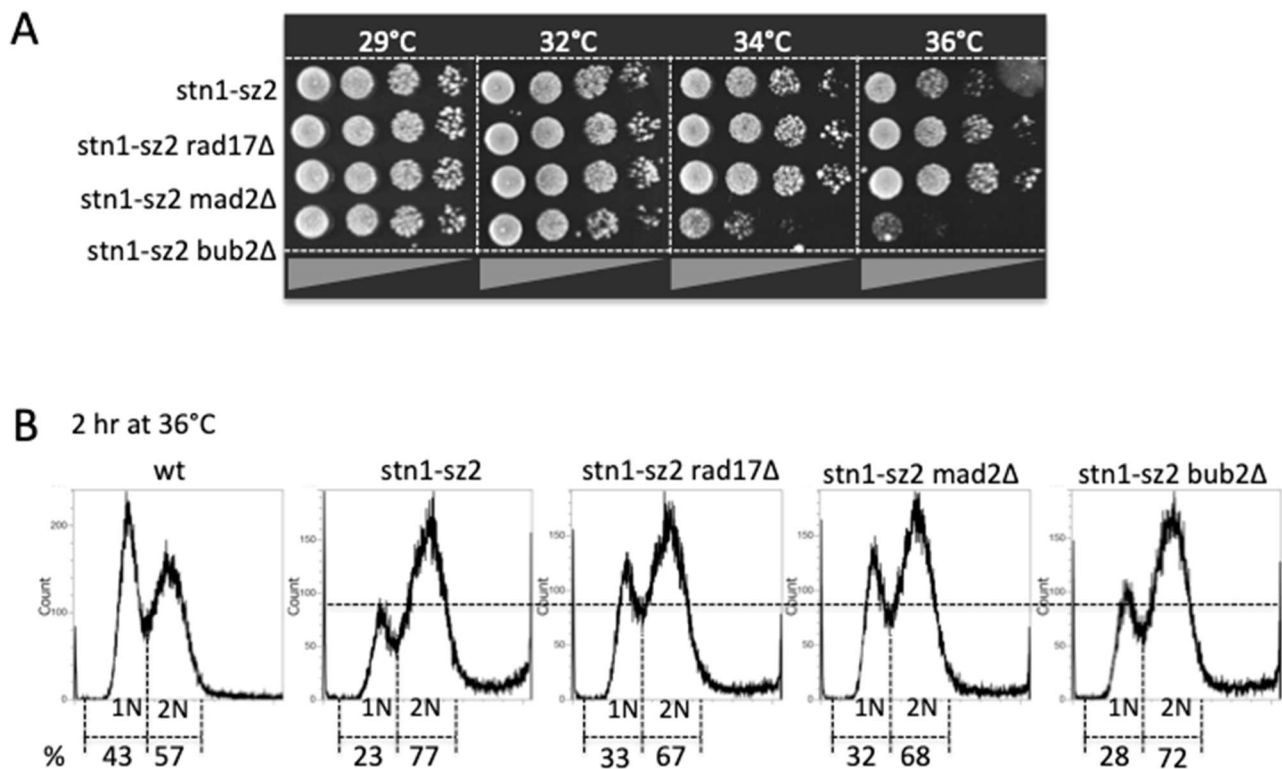 A
29°C 32°C 34°C 36°C
stn1-sz2
stn1-sz2 rad17Δ
stn1-sz2 mad2Δ
stn1-sz2 bub2Δ
B 2 hr at 36°C
wt stn1-sz2 stn1-sz2 rad17Δ stn1-sz2 mad2Δ stn1-sz2 bub2Δ
Count 200 100 0
Count 150 100 50 0
Count 150 100 50 0
Count 150 100 50 0
Count 150 100 50 0
1N 2N 1N 2N 1N 2N 1N 2N 1N 2N
% 43 57 23 77 33 67 32 68 28 72